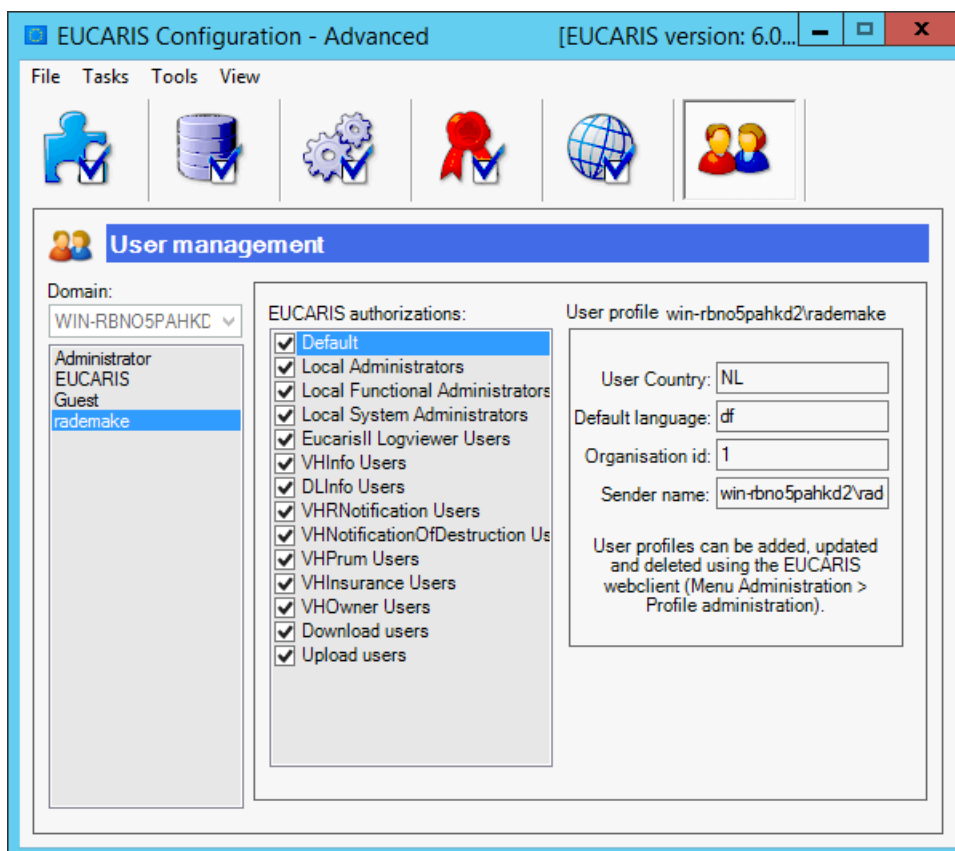 EUCARIS Configuration - Advanced [EUCARIS version: 6.0...
File Tasks Tools View
User management
Domain:
WIN-RBNO5PAHKD
Administrator
EUCARIS
Guest
rademake
EUCARIS authorizations:
Default
Local Administrators
Local Functional Administrators
Local System Administrators
EucarisII Logviewer Users
VHInfo Users
DLInfo Users
VHRNotification Users
VHNotificationOfDestruction Us
VHPrum Users
VHInsurance Users
VHOwner Users
Download users
Upload users
User profile win-rbno5pahkd2\rademake
User Country: NL
Default language: df
Organisation id: 1
Sender name: win-rbno5pahkd2\rad
User profiles can be added, updated
and deleted using the EUCARIS
webclient (Menu Administration >
Profile administration).